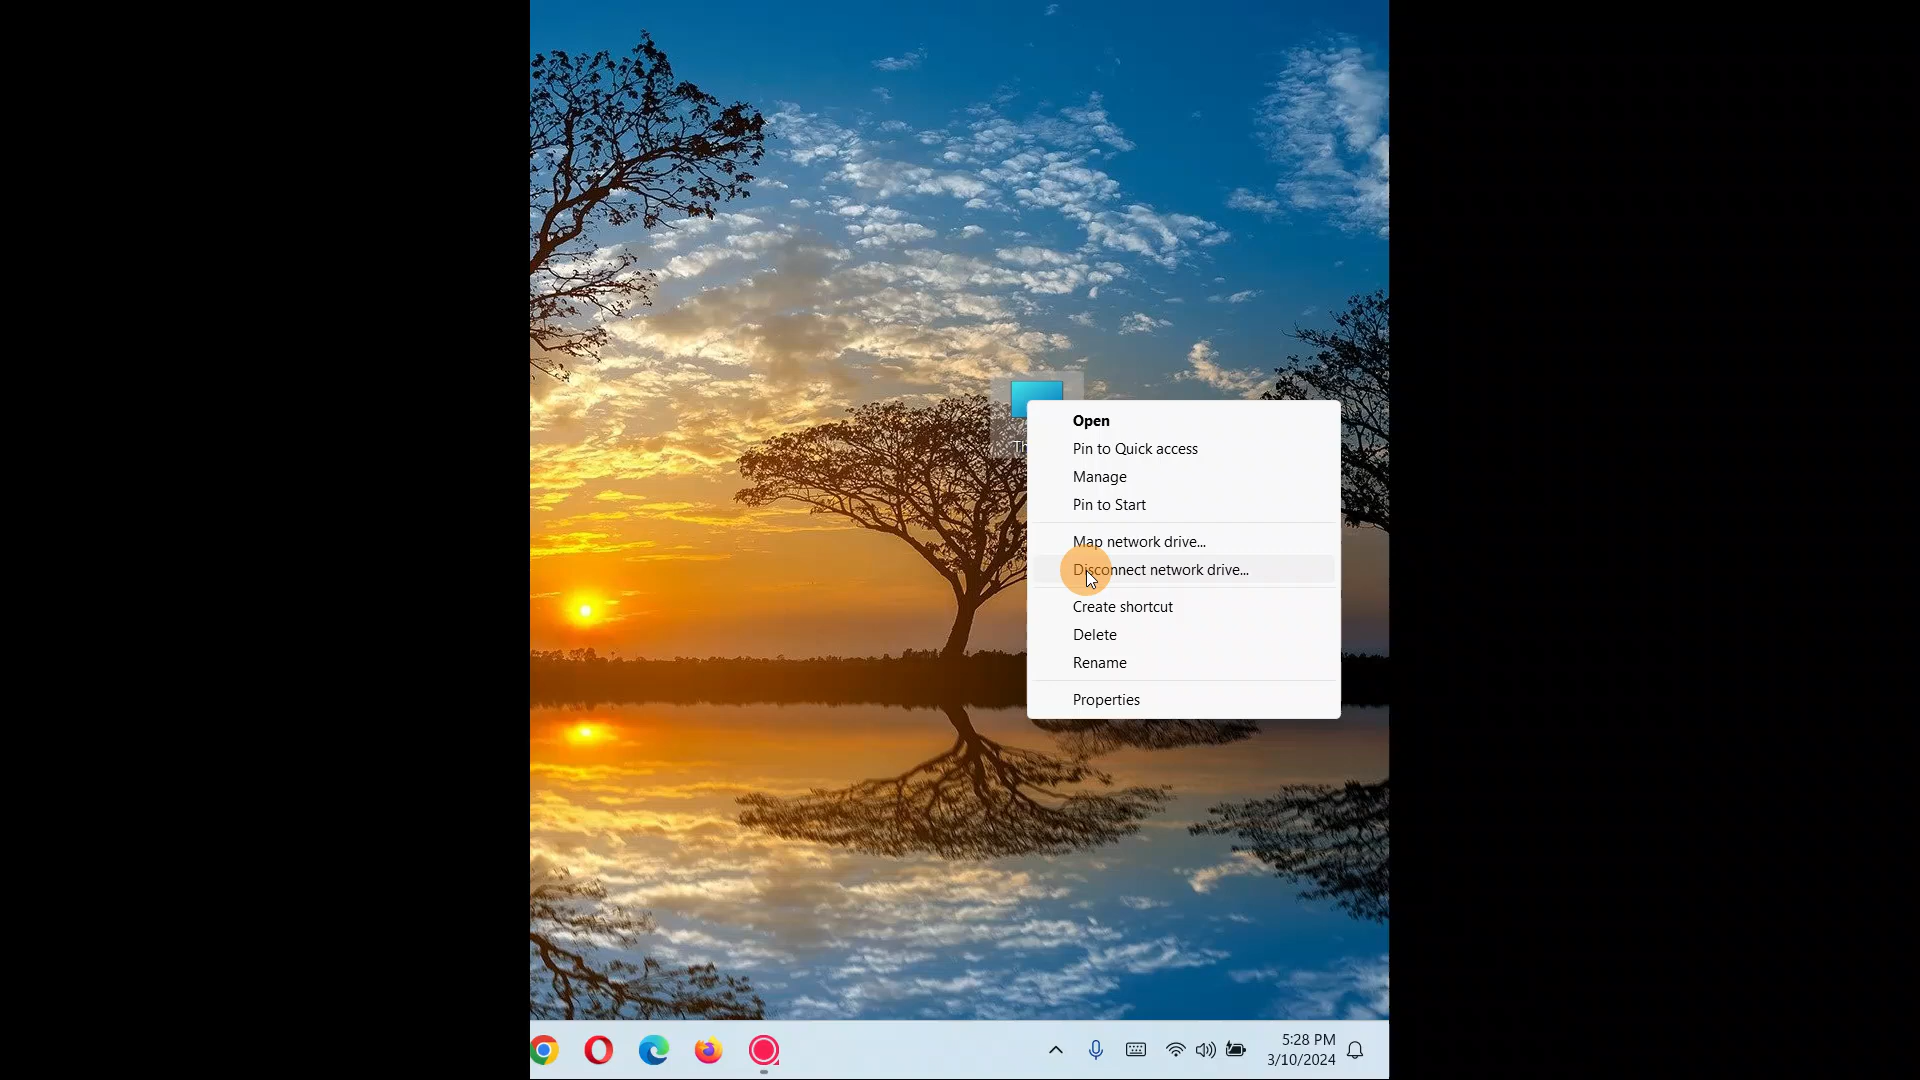 Open
Pin to Quick access
Manage
Pin to Start
Map network drive...
Disconnect network drive...
Create shortcut
Delete
Rename
Properties
5:28 PM
3/10/2024